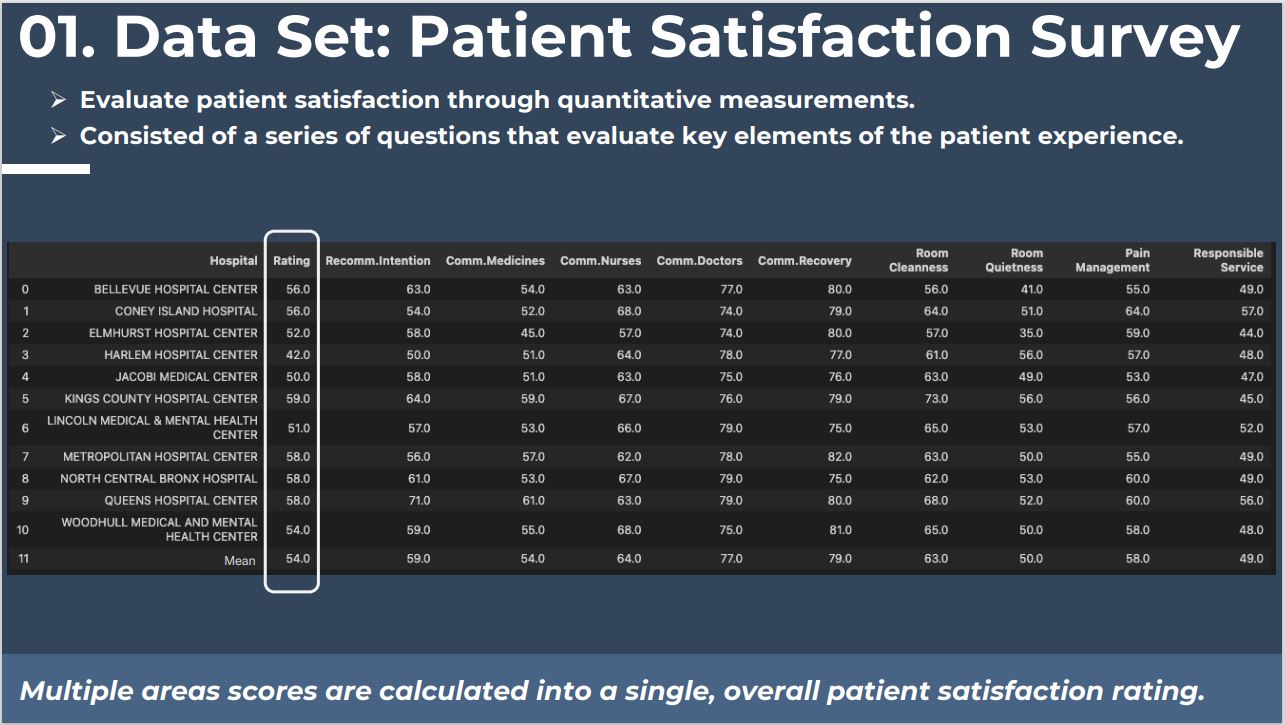 01. Data Set: Patient Satisfaction Survey
➢ Evaluate patient satisfaction through quantitative measurements.
➢ Consisted of a series of questions that evaluate key elements of the patient experience.
Hospital Rating Recomm.Intention Comm.Medicines Comm.Nurses Comm.Doctors Comm.Recovery Room Cleanness Room Quietness Pain Management Responsible Service
0 BELLEVUE HOSPITAL CENTER 56.0 63.0 54.0 63.0 77.0 80.0 56.0 41.0 55.0 49.0
1 CONEY ISLAND HOSPITAL 56.0 54.0 52.0 68.0 74.0 79.0 64.0 51.0 64.0 57.0
2 ELMHURST HOSPITAL CENTER 52.0 58.0 45.0 57.0 74.0 80.0 57.0 35.0 59.0 44.0
3 HARLEM HOSPITAL CENTER 42.0 50.0 51.0 64.0 78.0 77.0 61.0 56.0 57.0 48.0
4 JACOBI MEDICAL CENTER 50.0 58.0 51.0 63.0 75.0 76.0 63.0 49.0 53.0 47.0
5 KINGS COUNTY HOSPITAL CENTER 59.0 64.0 59.0 67.0 76.0 79.0 73.0 56.0 56.0 45.0
6 LINCOLN MEDICAL & MENTAL HEALTH CENTER 51.0 57.0 53.0 66.0 79.0 75.0 65.0 53.0 57.0 52.0
7 METROPOLITAN HOSPITAL CENTER 58.0 56.0 57.0 62.0 78.0 82.0 63.0 50.0 55.0 49.0
8 NORTH CENTRAL BRONX HOSPITAL 58.0 61.0 53.0 67.0 79.0 75.0 62.0 53.0 60.0 49.0
9 QUEENS HOSPITAL CENTER 58.0 71.0 61.0 63.0 79.0 80.0 68.0 52.0 60.0 56.0
10 WOODHULL MEDICAL AND MENTAL HEALTH CENTER 54.0 59.0 55.0 68.0 75.0 81.0 65.0 50.0 58.0 48.0
11 Mean 54.0 59.0 54.0 64.0 77.0 79.0 63.0 50.0 58.0 49.0
Multiple areas scores are calculated into a single, overall patient satisfaction rating.